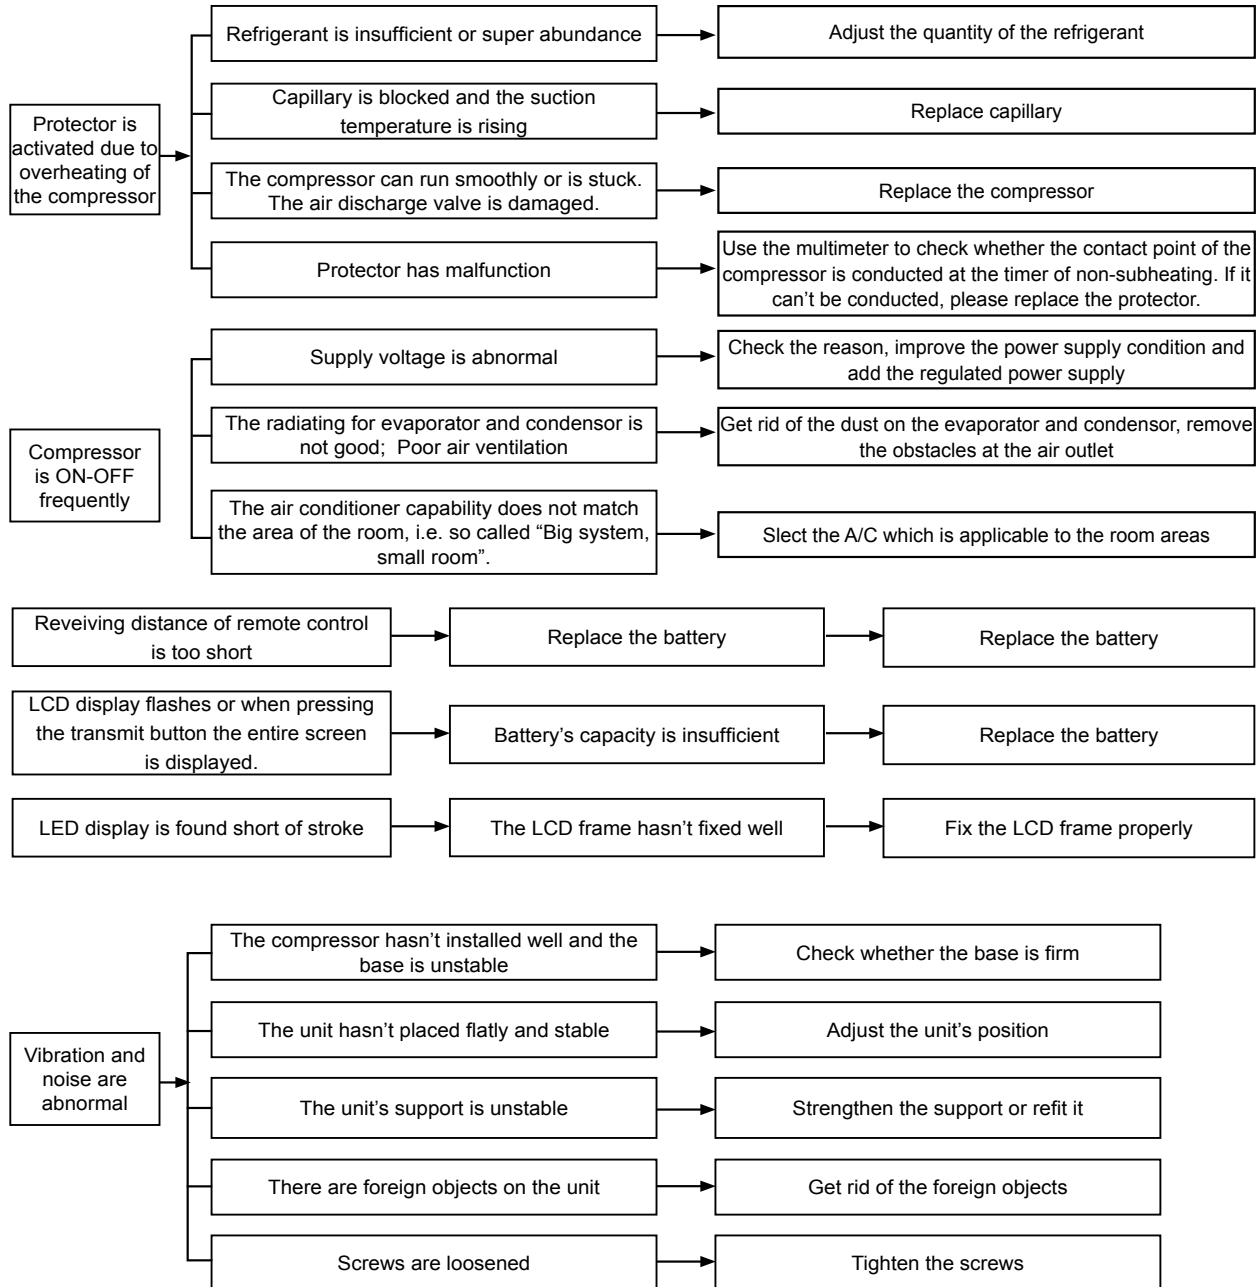 Refrigerant is insufficient or super abundance
Adjust the quantity of the refrigerant
Protector is
activated due to
overheating of
the compressor
Capillary is blocked and the suction
temperature is rising
Replace capillary
The compressor can run smoothly or is stuck.
The air discharge valve is damaged.
Replace the compressor
Protector has malfunction
Use the multimeter to check whether the contact point of the
compressor is conducted at the timer of non-subheating. If it
can't be conducted, please replace the protector.
Compressor
is ON-OFF
frequently
Supply voltage is abnormal
Check the reason, improve the power supply condition and
add the regulated power supply
The radiating for evaporator and condensor is
not good; Poor air ventilation
Get rid of the dust on the evaporator and condensor, remove
the obstacles at the air outlet
The air conditioner capability does not match
the area of the room, i.e. so called “Big system,
small room”.
Slect the A/C which is applicable to the room areas
Reveiving distance of remote control
is too short
Replace the battery
Replace the battery
LCD display flashes or when pressing
the transmit button the entire screen
is displayed.
Battery’s capacity is insufficient
Replace the battery
LED display is found short of stroke
The LCD frame hasn’t fixed well
Fix the LCD frame properly
Vibration and
noise are
abnormal
The compressor hasn’t installed well and the
base is unstable
Check whether the base is firm
The unit hasn’t placed flatly and stable
Adjust the unit’s position
The unit’s support is unstable
Strengthen the support or refit it
There are foreign objects on the unit
Get rid of the foreign objects
Screws are loosened
Tighten the screws